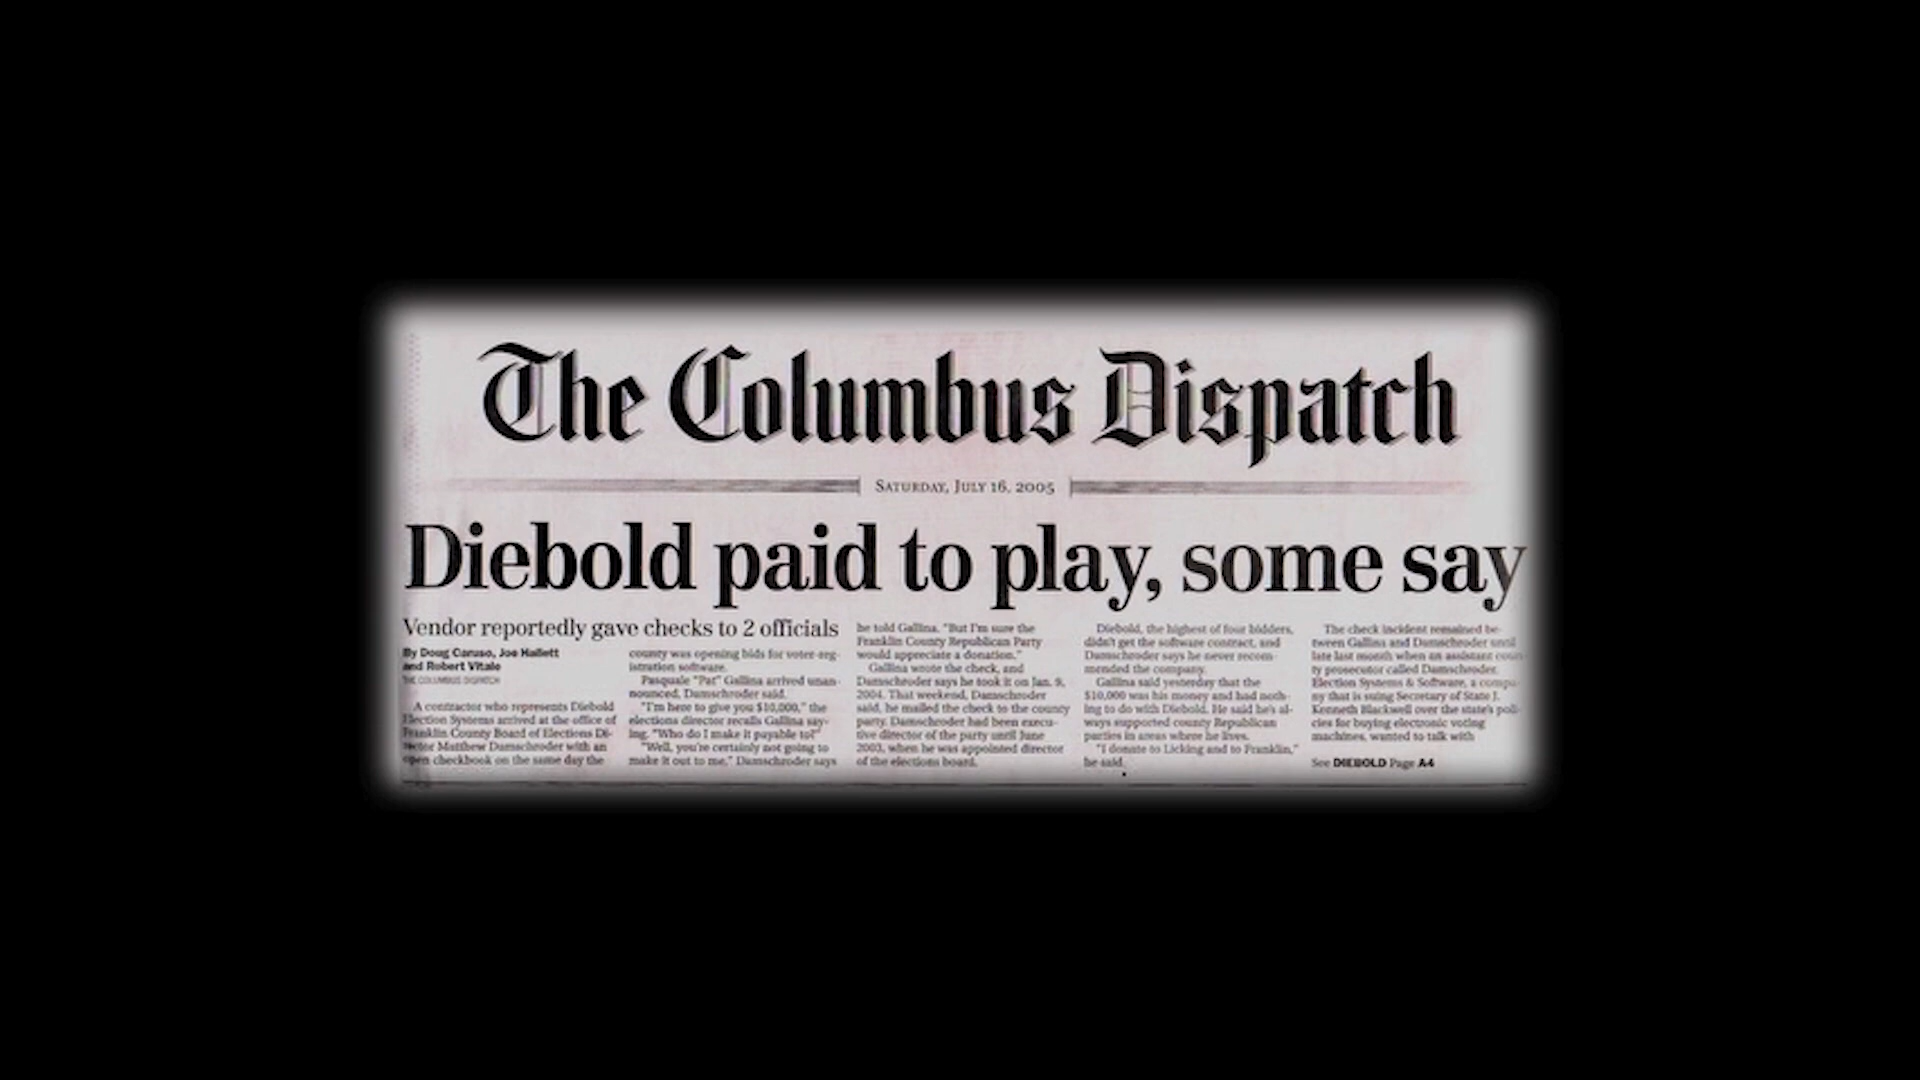 The Columbus Dispatch
SATURDAY, JULY 16, 2005
Diebold paid to play, some say
Vendor reportedly gave checks to 2 officials
By Doug Caruso, Joe Hallett
and Robert Vitale
THE COLUMBUS DISPATCH
A contractor who represents Diebold
Election Systems arrived at the office of
Franklin County Board of Elections Di-
rector Matthew Damschroder with an
open checkbook on the same day the
county was opening bids for voter-reg-
istration software.
Pasquale "Pat" Gallina arrived unan-
nounced, Damschroder said.
"I'm here to give you $10,000," the
elections director recalls Gallina say-
ing. "Who do I make it payable to?"
"Well, you're certainly not going to
make it out to me," Damschroder says
he told Gallina. "But I'm sure the
Franklin County Republican Party
would appreciate a donation."
Gallina wrote the check, and
Damschroder says he took it on Jan. 9,
2004. That weekend, Damschroder
said, he mailed the check to the county
party. Damschroder had been execu-
tive director of the party until June
2003, when he was appointed director
of the elections board.
Diebold, the highest of four bidders,
didn't get the software contract, and
Damschroder says he never recom-
mended the company.
Gallina said yesterday that the
$10,000 was his money and had noth-
ing to do with Diebold. He said he's al-
ways supported county Republican
parties in areas where he lives.
"I donate to Licking and to Franklin,"
he said.
The check incident remained be-
tween Gallina and Damschroder until
late last month when an assistant coun-
ty prosecutor called Damschroder.
Election Systems & Software, a compa-
ny that is suing Secretary of State J.
Kenneth Blackwell over the state's poli-
cies for buying electronic voting
machines, wanted to talk with
See DIEBOLD Page A4